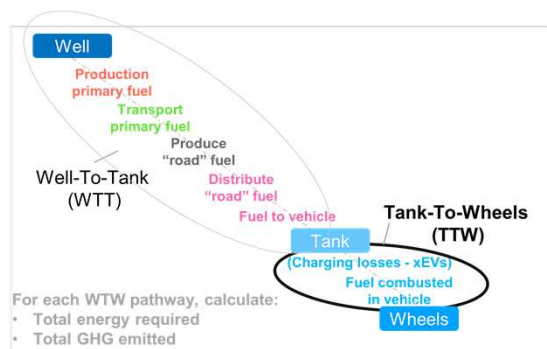 Well
Production
primary fuel
Transport
primary fuel
Produce
“road” fuel
Well-To-Tank
(WTT)
Distribute
“road” fuel
Fuel to vehicle
Tank-To-Wheels
(TTW)
Tank
(Charging losses - xEVs)
Fuel combusted
in vehicle
Wheels
For each WTW pathway, calculate:
• Total energy required
• Total GHG emitted